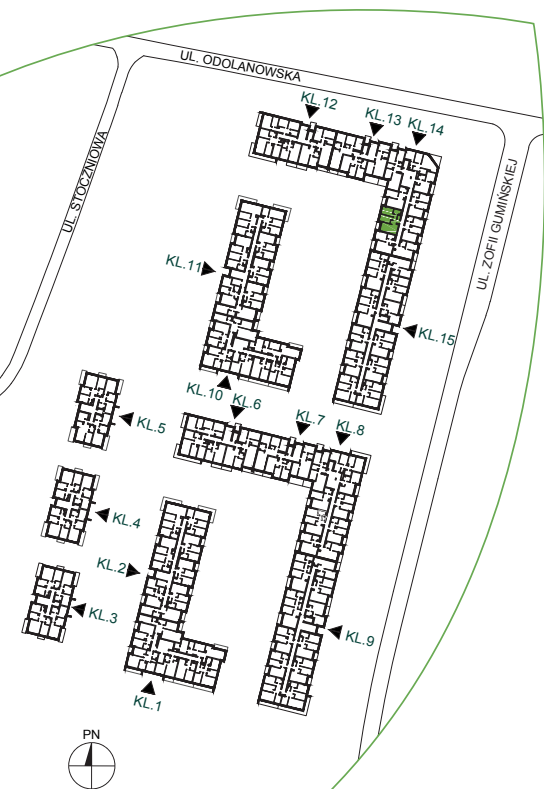 UL. ODOLANOWSKA
KL.12
KL.13
KL.14
UL. STOCZNIOWA
UL. ZOFII GUMIŃSKIEJ
KL.11
KL.15
KL.10
KL.6
KL.5
KL.7
KL.8
KL.4
KL.2
KL.3
KL.9
KL.1
PN